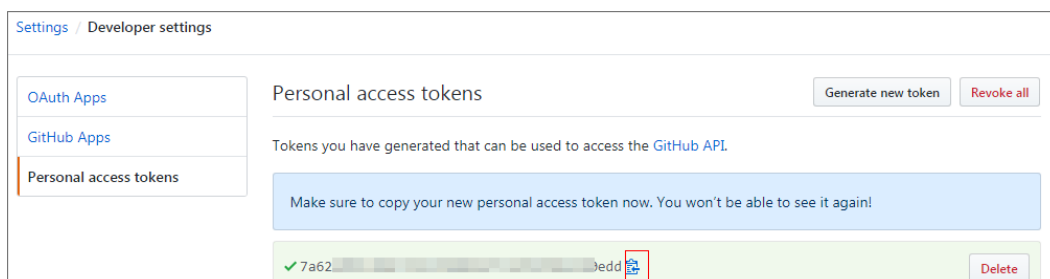 Settings / Developer settings
OAuth Apps
GitHub Apps
Personal access tokens
Personal access tokens
Generate new token
Revoke all
Tokens you have generated that can be used to access the GitHub API.
Make sure to copy your new personal access token now. You won't be able to see it again!
7a62
edd
Delete